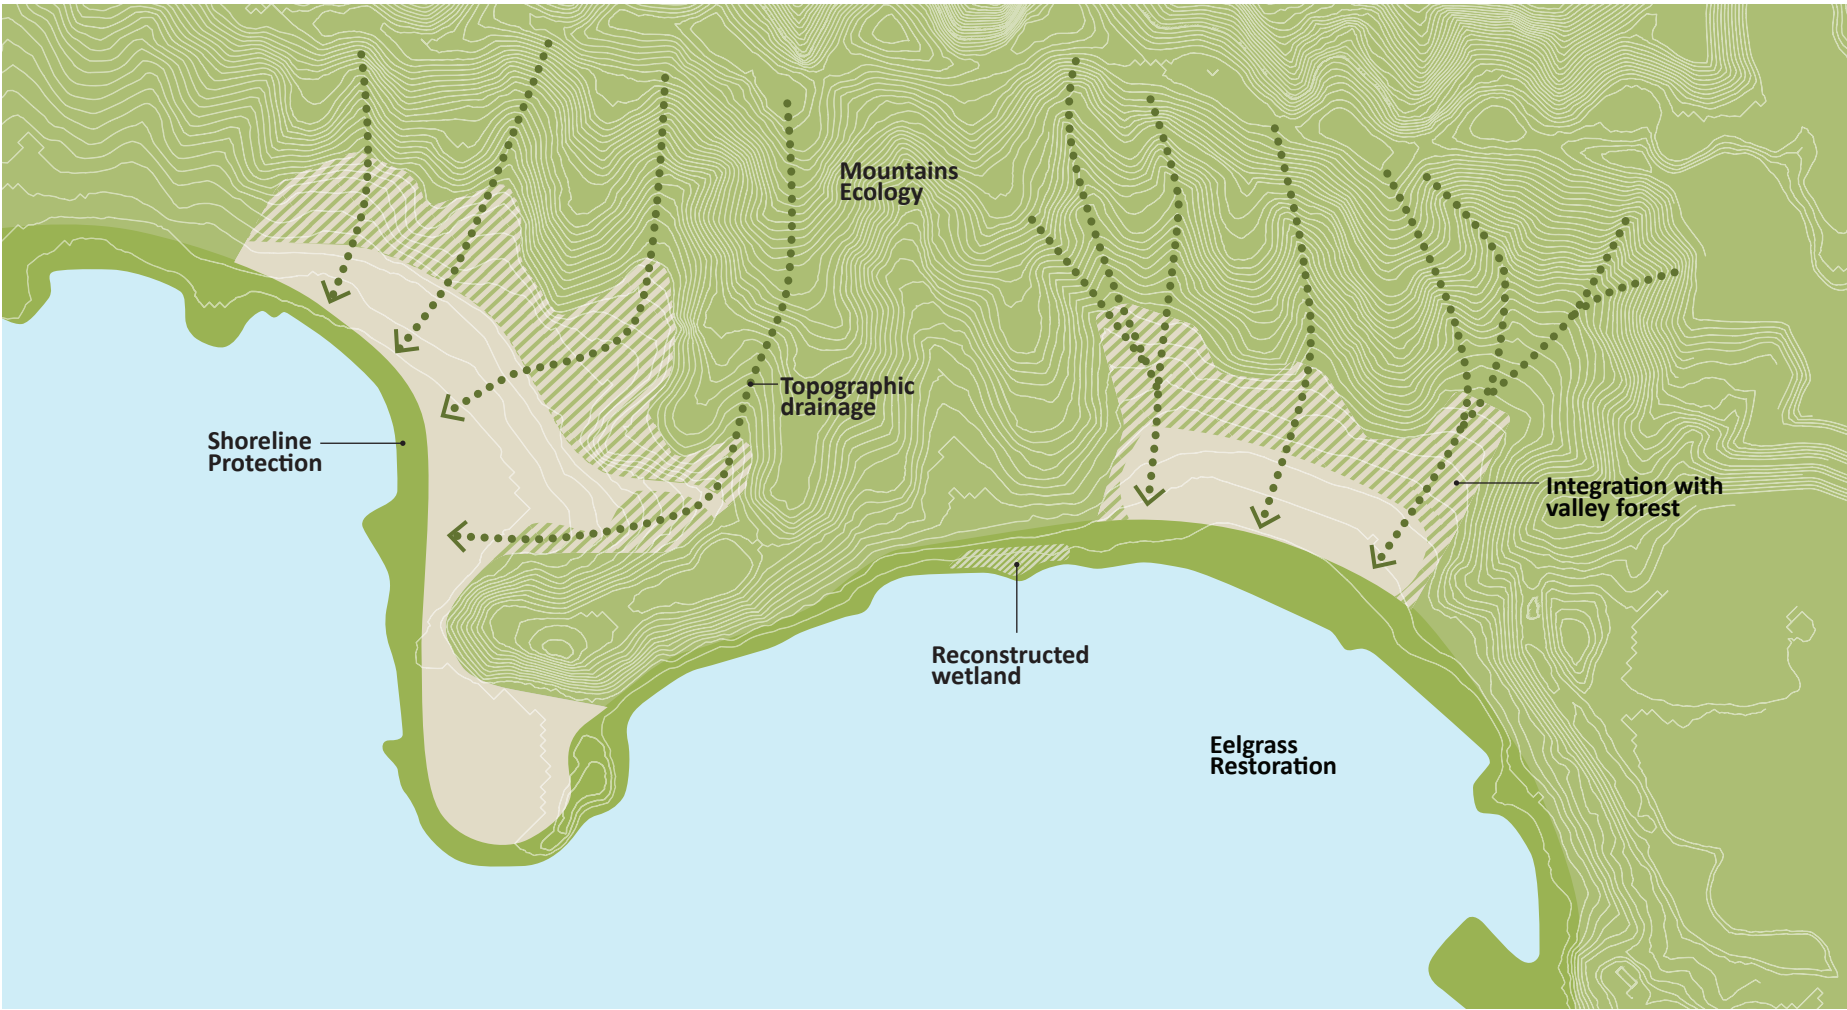 Mountains
Ecology
Topographic
drainage
Shoreline
Protection
Integration with
valley forest
Reconstructed
wetland
Eelgrass
Restoration